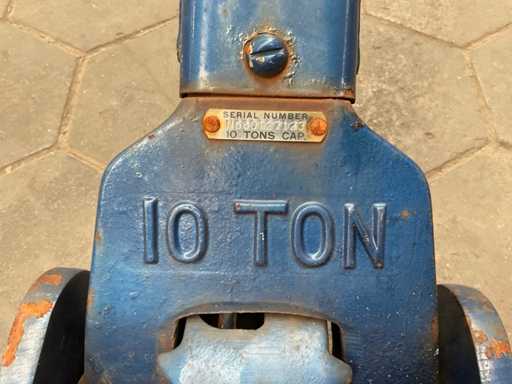 SERIAL NUMBER
10 TONS CAP.
10 TON